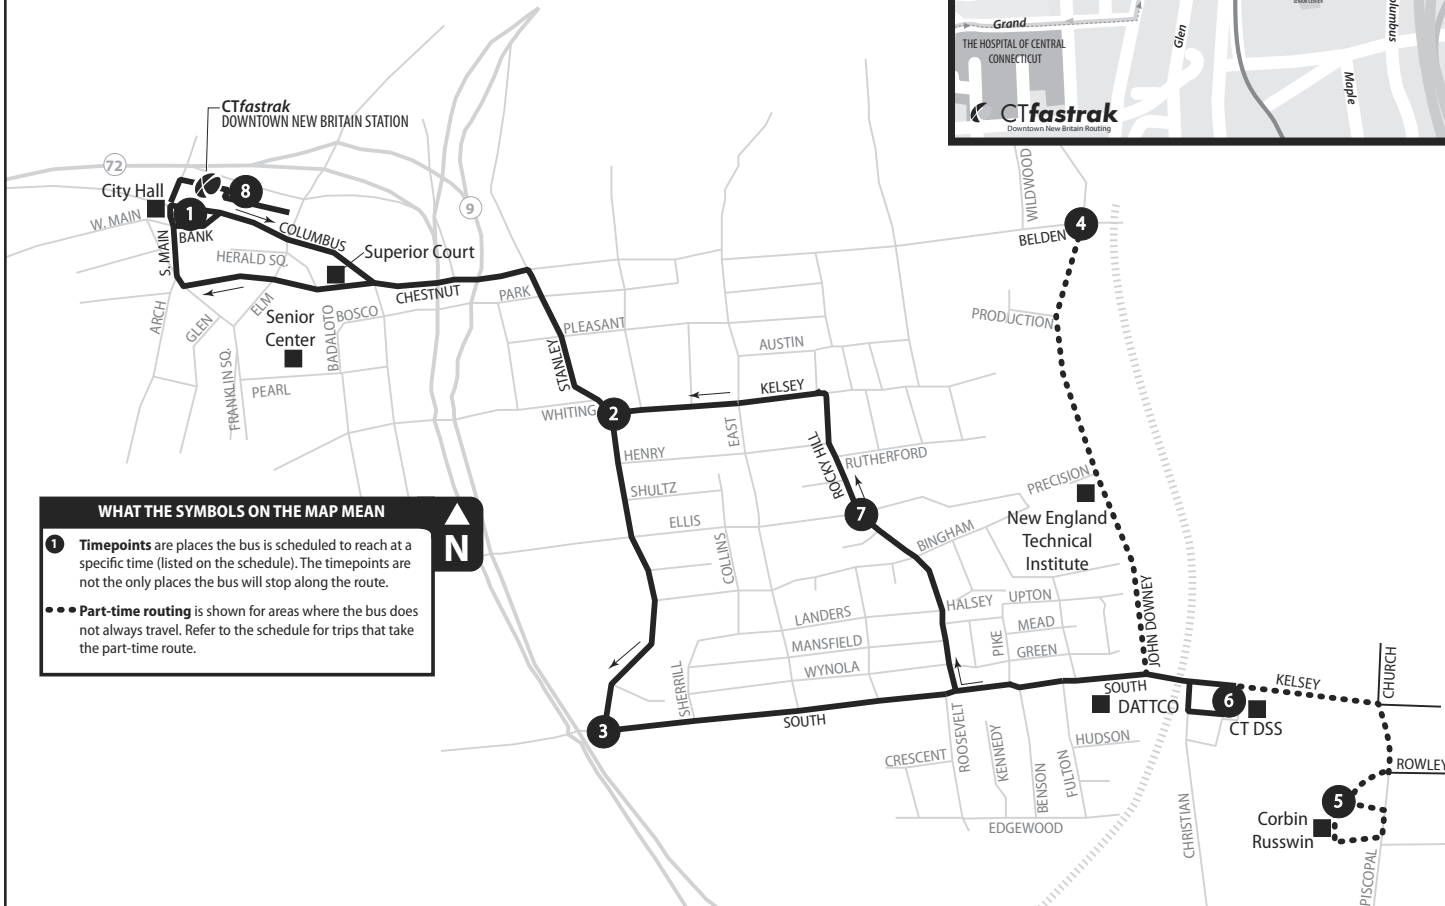 Grand
THE HOSPITAL OF CENTRAL
CONNECTICUT
Glen
Maple
CTfastrak
Downtown New Britain Routing
CTfastrak
DOWNTOWN NEW BRITAIN STATION
72
City Hall
8
1
9
W. MAIN
BANK
COLUMBUS
S. MAIN
HERALD SQ.
Superior Court
CHESTNUT
PARK
ARCH
GLEN
ELM
Senior
Center
BADALOTO
BOSCO
PLEASANT
STANLEY
AUSTIN
FRANKLIN SQ.
PEARL
WHITING
2
KELSEY
EAST
WILDWOOD
4
BELDEN
PRODUCTION
HENRY
ROCKY HILL
RUTHERFORD
SHULTZ
PRECISION
ELLIS
7
New England
Technical
Institute
BINGHAM
COLLINS
LANDERS
HALSEY
UPTON
JOHN DOWNEY
MANSFIELD
PIKE
MEAD
WYNOLA
GREEN
SHERRILL
3
SOUTH
SOUTH
DATTCO
6
CT DSS
KELSEY
CHURCH
ROOSEVELT
KENNEDY
HUDSON
CRESCENT
BENSON
FULTON
EDGEWOOD
CHRISTIAN
ROWLEY
5
Corbin
Russwin
PISCOPAL
WHAT THE SYMBOLS ON THE MAP MEAN
N
1 Timepoints are places the bus is scheduled to reach at a
specific time (listed on the schedule). The timepoints are
not the only places the bus will stop along the route.
Part-time routing is shown for areas where the bus does
not always travel. Refer to the schedule for trips that take
the part-time route.